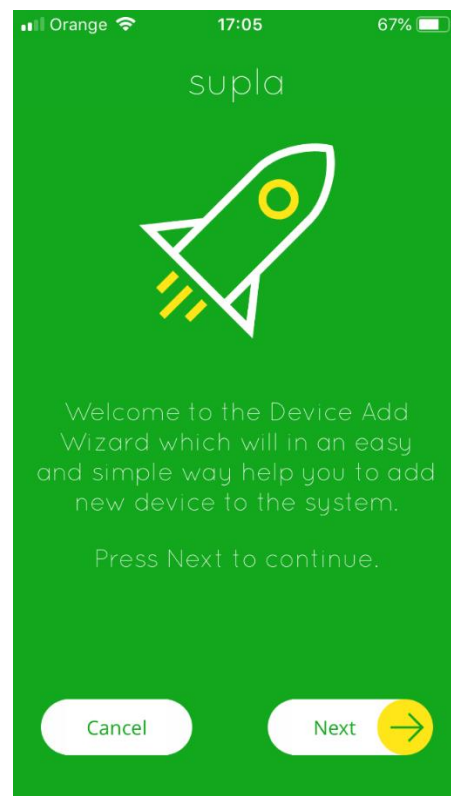 Orange 17:05 67%
supla
Welcome to the Device Add
Wizard which will in an easy
and simple way help you to add
new device to the system.
Press Next to continue.
Cancel Next